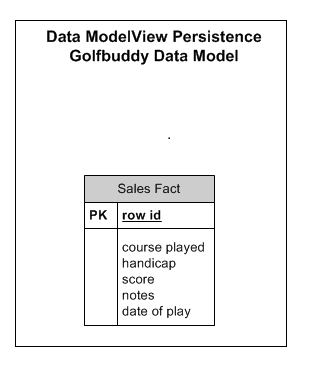 Data ModelView Persistence
Golfbuddy Data Model
Sales Fact
PK row id
course played
handicap
score
notes
date of play